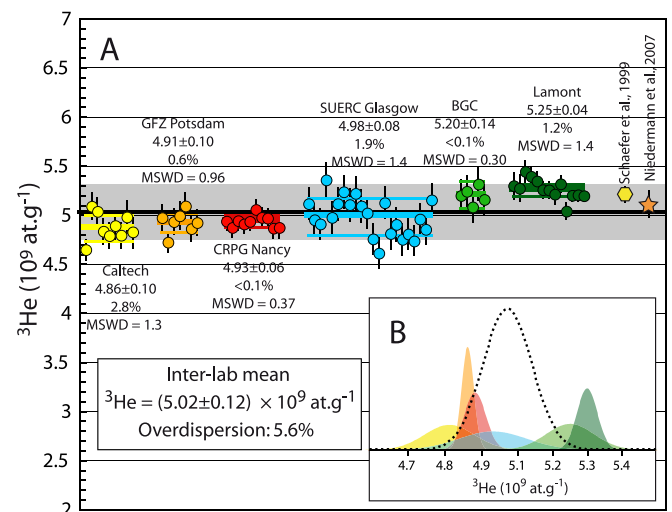 7
6.5
6
5.5
5
4.5
4
3.5
3
2.5
2
³He (10⁹ at.g⁻¹)
A
GFZ Potsdam
4.91±0.10
0.6%
MSWD = 0.96
SUERC Glasgow
4.98±0.08
1.9%
MSWD = 1.4
BGC
5.20±0.14
<0.1%
MSWD = 0.30
Lamont
5.25±0.04
1.2%
MSWD = 1.4
Schaefer et al., 1999
Niedermann et al., 2007
Caltech
4.86±0.10
2.8%
MSWD = 1.3
CRPG Nancy
4.93±0.06
<0.1%
MSWD = 0.37
Inter-lab mean
³He = (5.02±0.12) × 10⁹ at.g⁻¹
Overdispersion: 5.6%
B
4.7 4.8 4.9 5.1 5.2 5.3 5.4
³He (10⁹ at.g⁻¹)